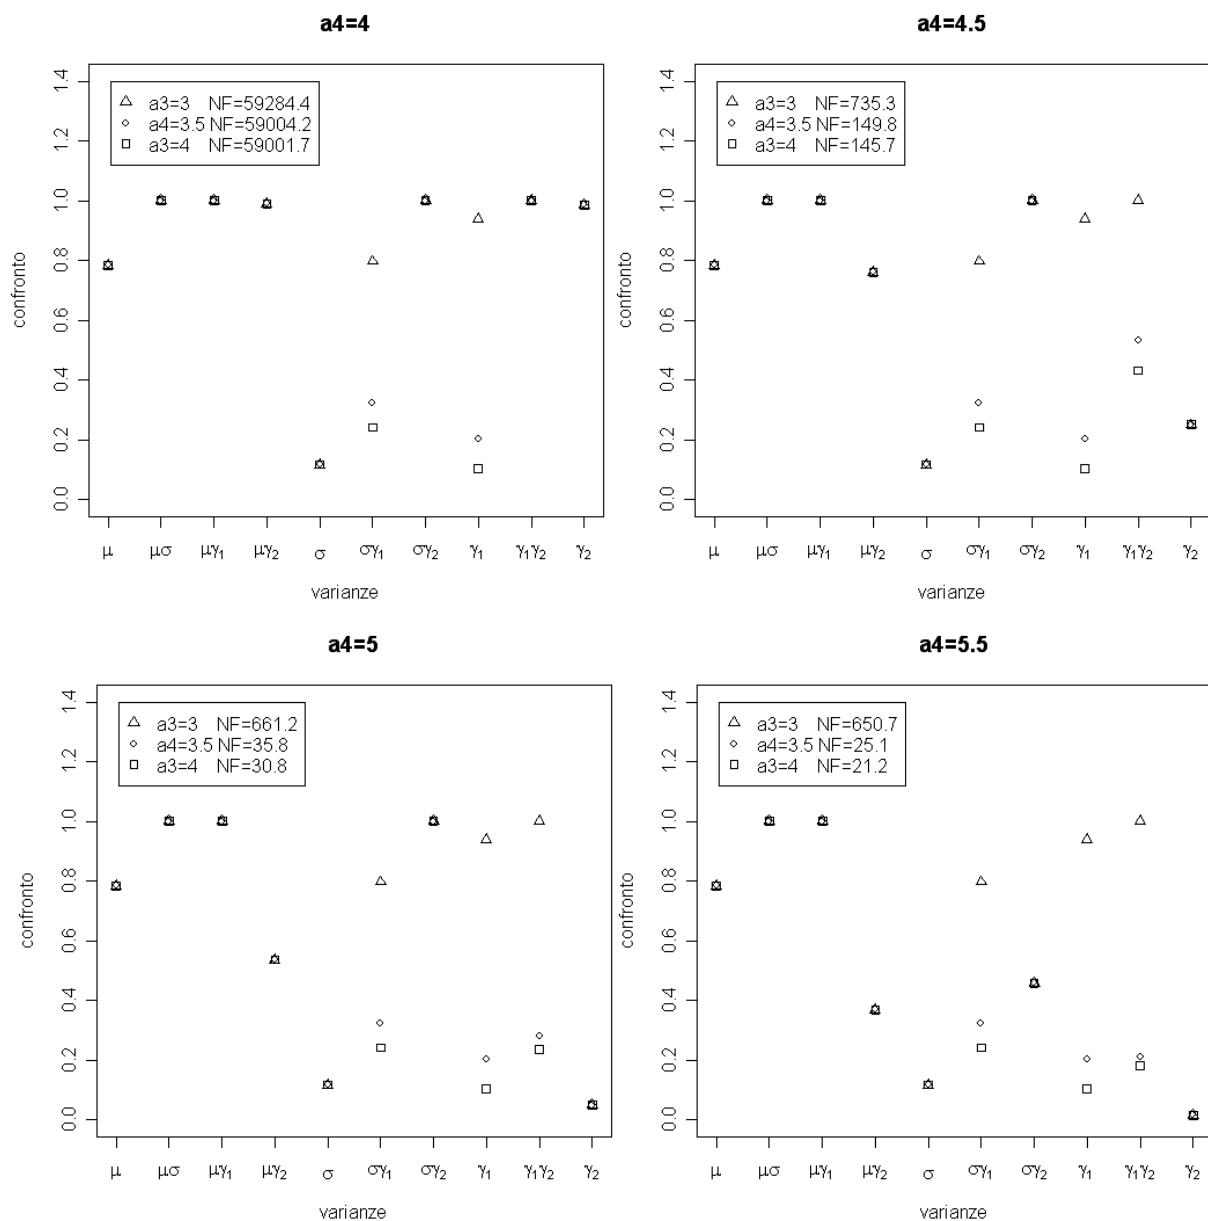 a4=4
1.4
1.2
1.0
0.8
0.6
0.4
0.2
0.0
confronto
a3=3 NF=59284.4
a4=3.5 NF=59004.2
a3=4 NF=59001.7
μ μσ μγ₁ μγ₂ σ σγ₁ σγ₂ γ₁ γ₁γ₂ γ₂
varianze
a4=4.5
1.4
1.2
1.0
0.8
0.6
0.4
0.2
0.0
confronto
a3=3 NF=735.3
a4=3.5 NF=149.8
a3=4 NF=145.7
μ μσ μγ₁ μγ₂ σ σγ₁ σγ₂ γ₁ γ₁γ₂ γ₂
varianze
a4=5
1.4
1.2
1.0
0.8
0.6
0.4
0.2
0.0
confronto
a3=3 NF=661.2
a4=3.5 NF=35.8
a3=4 NF=30.8
μ μσ μγ₁ μγ₂ σ σγ₁ σγ₂ γ₁ γ₁γ₂ γ₂
varianze
a4=5.5
1.4
1.2
1.0
0.8
0.6
0.4
0.2
0.0
confronto
a3=3 NF=650.7
a4=3.5 NF=25.1
a3=4 NF=21.2
μ μσ μγ₁ μγ₂ σ σγ₁ σγ₂ γ₁ γ₁γ₂ γ₂
varianze